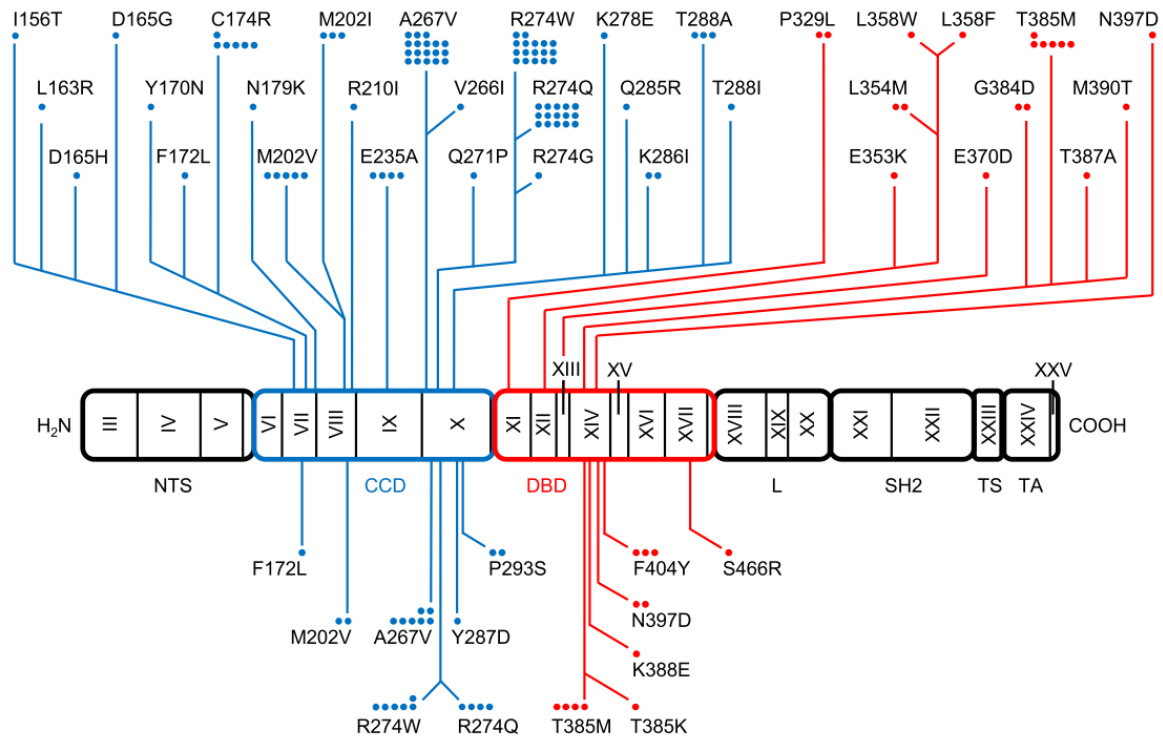 I156T D165G C174R M202I A267V R274W K278E T288A P329L L358W L358F T385M N397D
L163R Y170N N179K R210I V266I R274Q Q285R T288I L354M G384D M390T
D165H F172L M202V E235A Q271P R274G K286I E353K E370D T387A
XIII XV XXV
H₂N III IV V VI VII VIII IX X XI XII XIV XVI XVII XVIII XIX XX XXI XXII XXIII XXIV COOH
NTS CCD DBD L SH2 TS TA
F172L P293S F404Y S466R
M202V A267V Y287D N397D
K388E
R274W R274Q T385M T385K